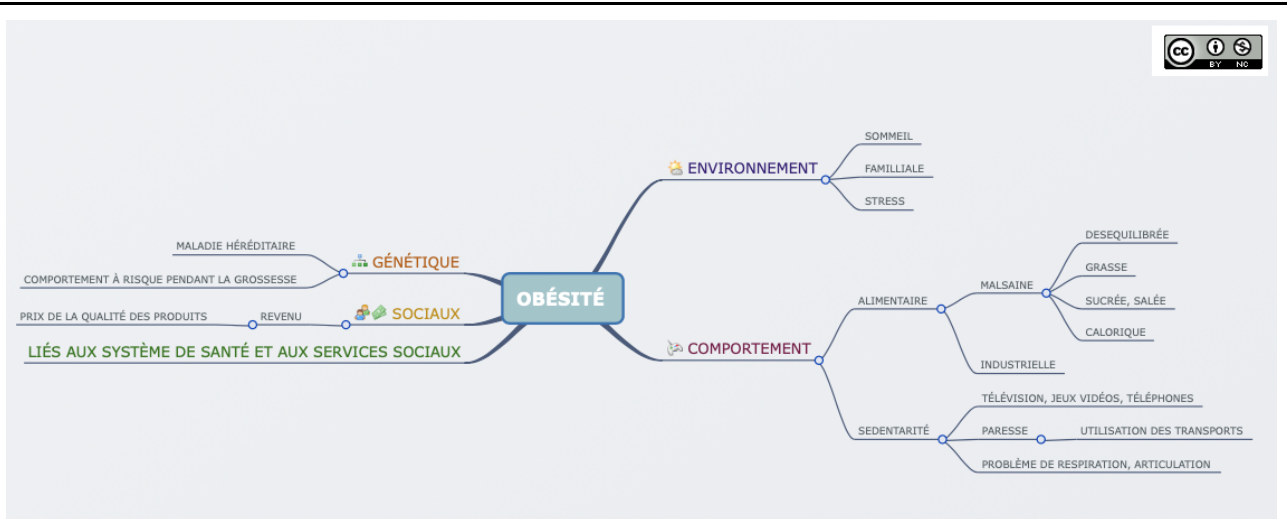 CC BY NC
SOMMEIL
ENVIRONNEMENT
FAMILLIALE
STRESS
MALADIE HÉRÉDITAIRE
GÉNÉTIQUE
COMPORTEMENT À RISQUE PENDANT LA GROSSESSE
OBÉSITÉ
PRIX DE LA QUALITÉ DES PRODUITS
REVENU
SOCIAUX
LIÉS AUX SYSTÈME DE SANTÉ ET AUX SERVICES SOCIAUX
COMPORTEMENT
ALIMENTAIRE
MALSAINE
DESEQUILIBRÉE
GRASSE
SUCRÉE, SALÉE
CALORIQUE
INDUSTRIELLE
SEDENTARITÉ
TÉLÉVISION, JEUX VIDÉOS, TÉLÉPHONES
PARESSE
UTILISATION DES TRANSPORTS
PROBLÈME DE RESPIRATION, ARTICULATION